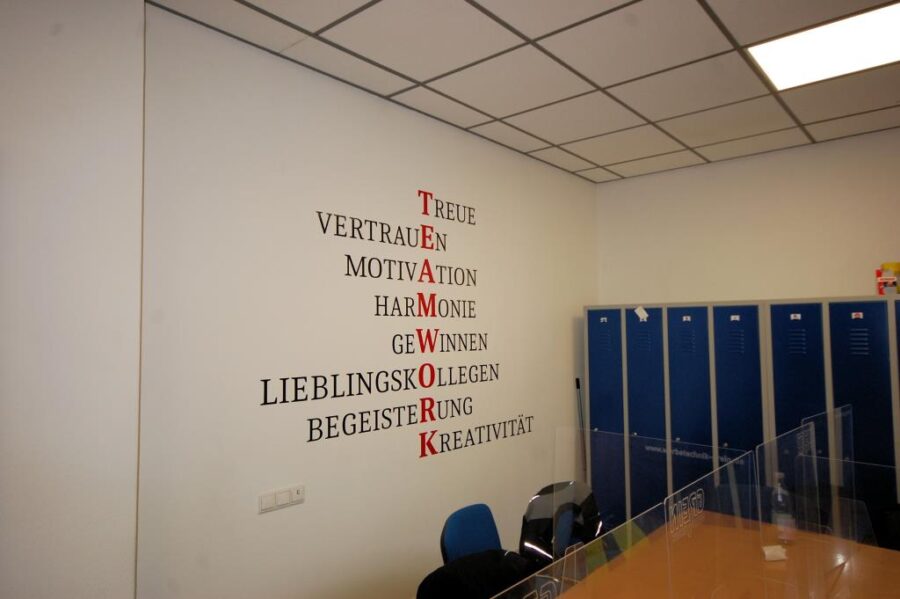 TREUE
VERTRAUEN
MOTIVATION
HARMONIE
GEWINNEN
LIEBLINGSKOLLEGEN
BEGEISTERUNG
KREATIVITÄT